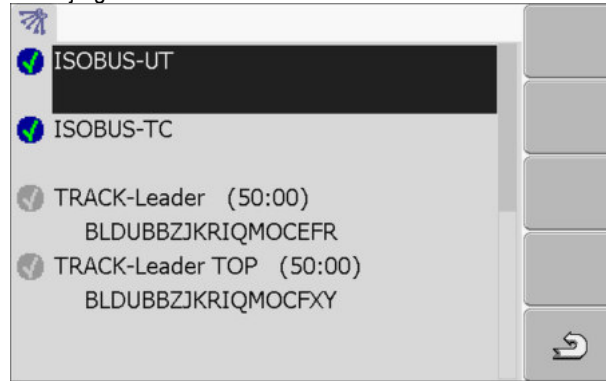 ISOBUS-UT
ISOBUS-TC
TRACK-Leader (50:00)
BLDUBBZJKRIQMOCEFR
TRACK-Leader TOP (50:00)
BLDUBBZJKRIQMOCFXY